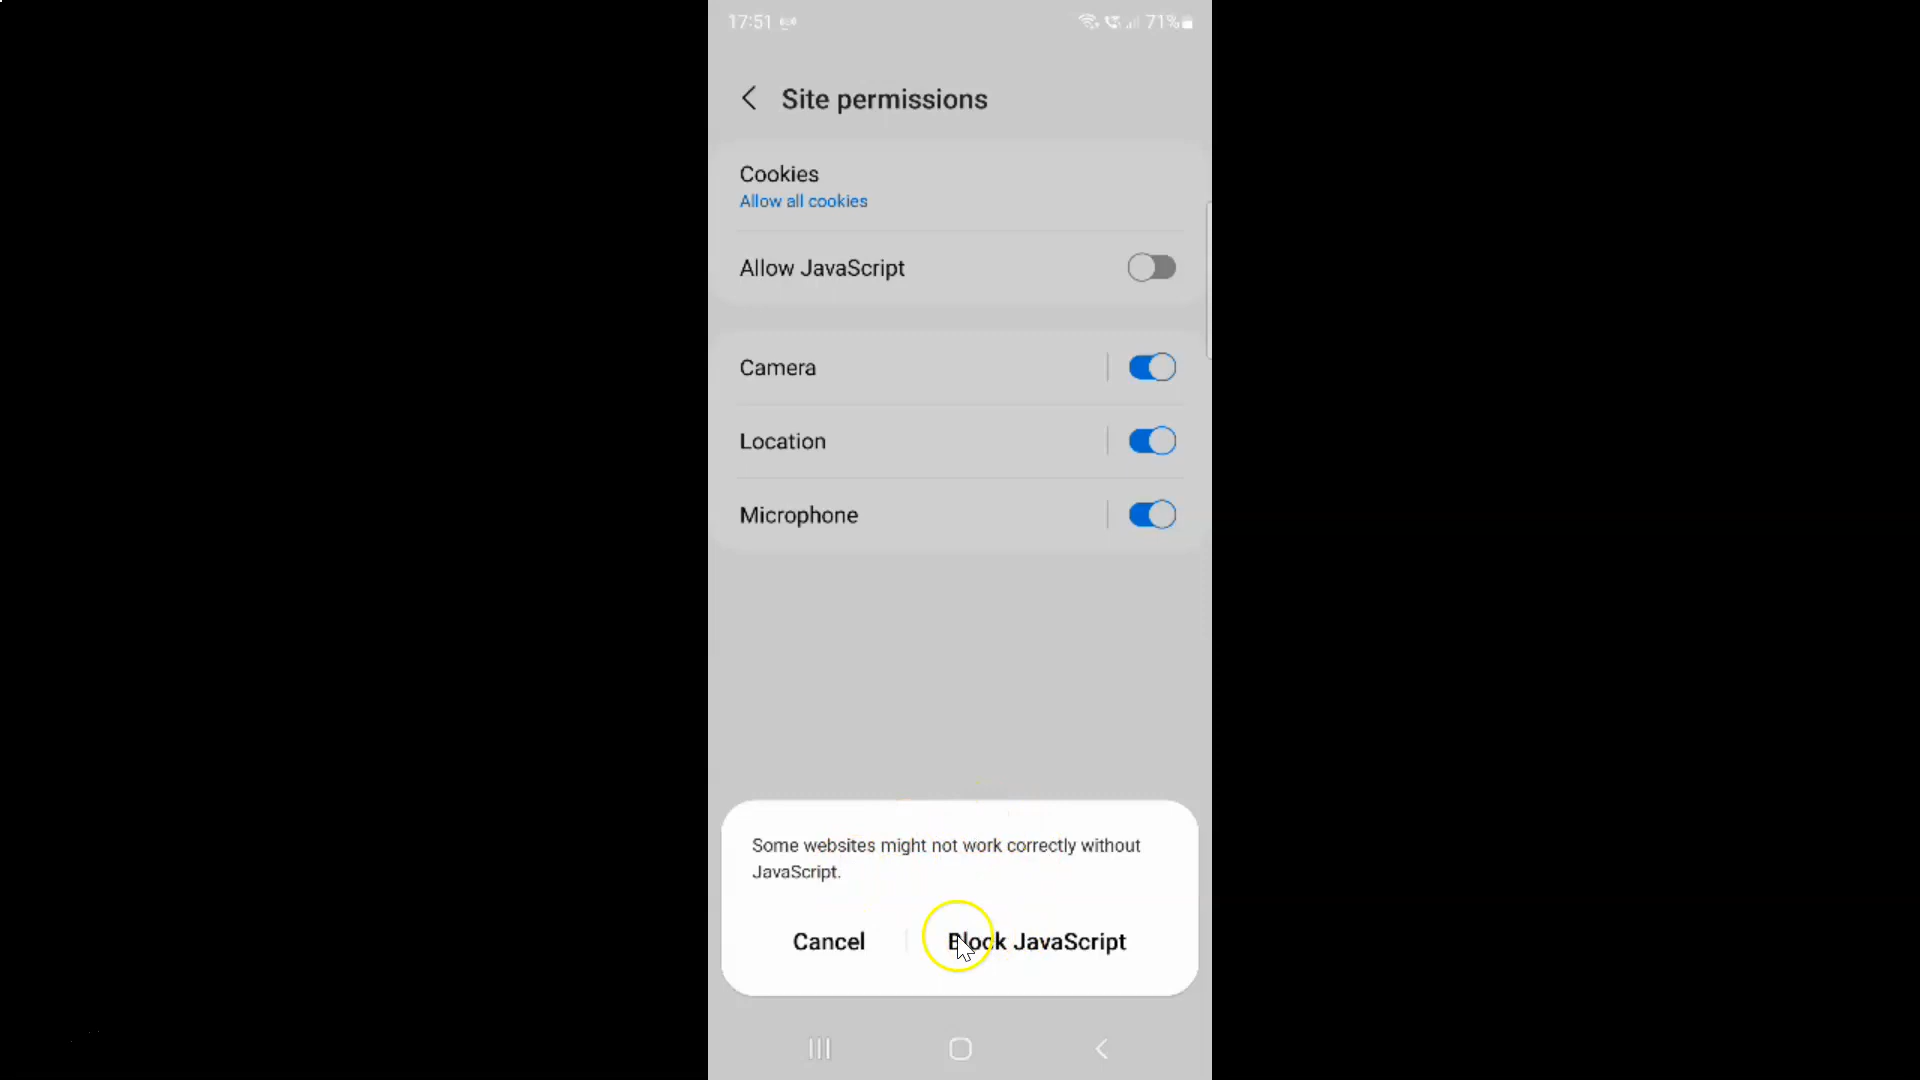 17:51
71%
Site permissions
Cookies
Allow all cookies
Allow JavaScript
Camera
Location
Microphone
Some websites might not work correctly without
JavaScript.
Cancel
Block JavaScript